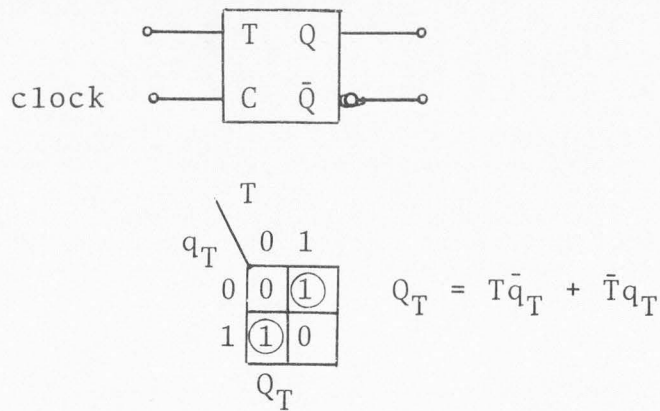 T Q
clock C Q̄
T
q_T 0 1
0 0 1 Q_T = Tq̄_T + T̄q_T
1 1 0
Q_T